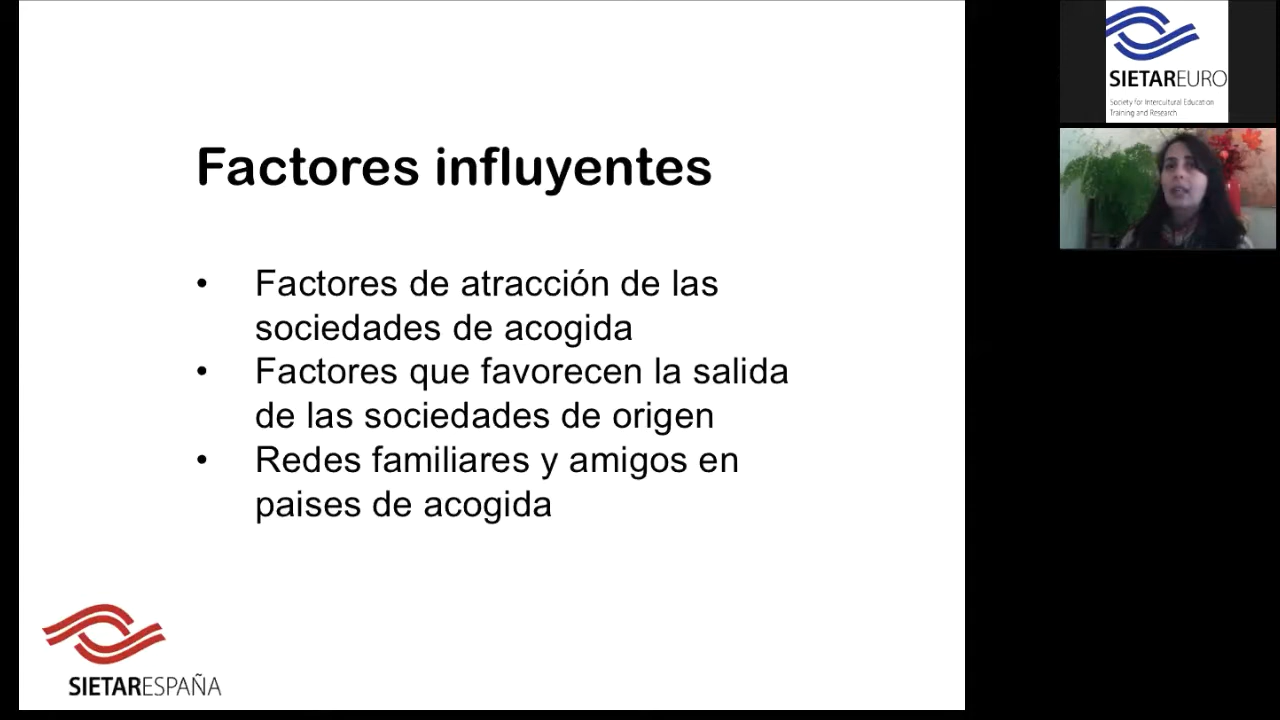 Factores influyentes
• Factores de atracción de las
sociedades de acogida
• Factores que favorecen la salida
de las sociedades de origen
• Redes familiares y amigos en
paises de acogida
SIETARESPAÑA
SIETAREURO
Society for Intercultural Education
Training and Research